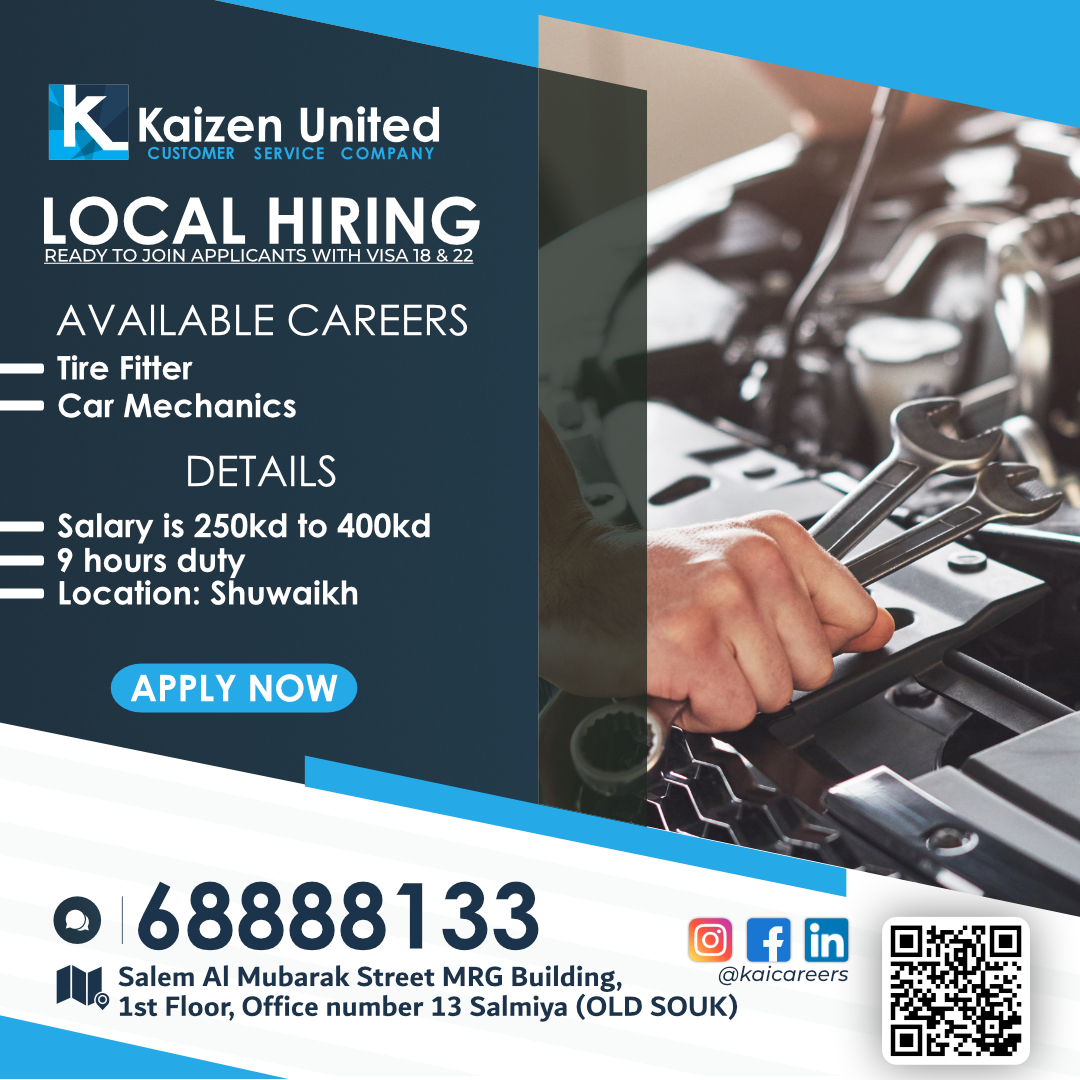 K Kaizen United
CUSTOMER SERVICE COMPANY
LOCAL HIRING
READY TO JOIN APPLICANTS WITH VISA 18 & 22
AVAILABLE CAREERS
Tire Fitter
Car Mechanics
DETAILS
Salary is 250kd to 400kd
9 hours duty
Location: Shuwaikh
APPLY NOW
68888133
Salem Al Mubarak Street MRG Building,
1st Floor, Office number 13 Salmiya (OLD SOUK)
f in
@kaicareers